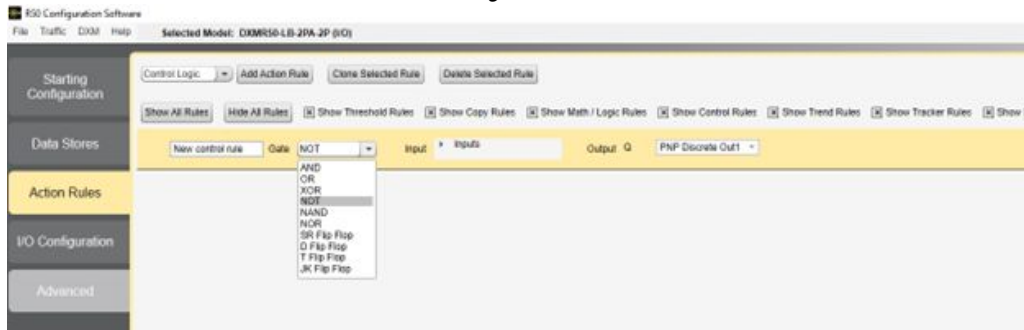 R50 Configuration Software
File Traffic DXM Help Selected Model: DXMR50-LB-2PA-2P (I/O)
Starting
Configuration
Control Logic Add Action Rule Clone Selected Rule Delete Selected Rule
Show All Rules Hide All Rules Show Threshold Rules Show Copy Rules Show Math / Logic Rules Show Control Rules Show Trend Rules Show Tracker Rules Show
Data Stores
New control rule Gate NOT Input Inputs Output Q PNP Discrete Out1
AND
OR
XOR
NOT
NAND
NOR
SR Flip Flop
D Flip Flop
T Flip Flop
JK Flip Flop
Action Rules
I/O Configuration
Advanced